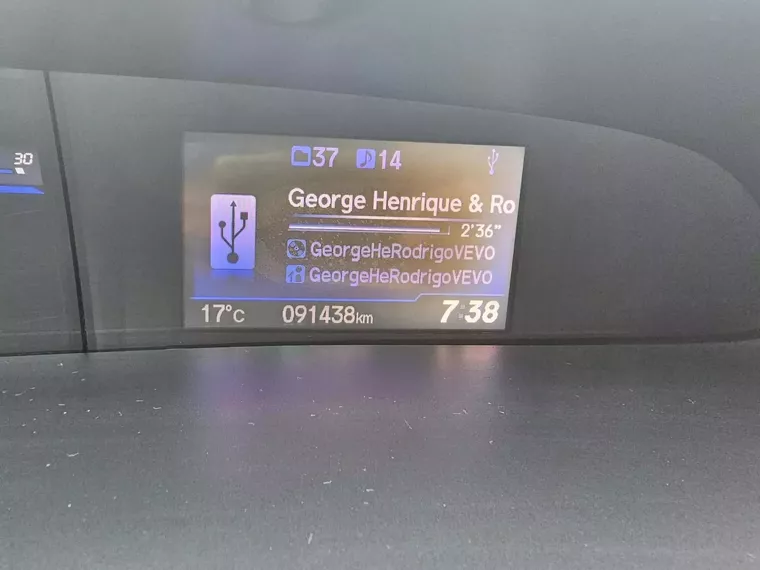 30
37 14
George Henrique & Ro
2'36"
GeorgeHeRodrigoVEVO
GeorgeHeRodrigoVEVO
17°C 091438km 7:38